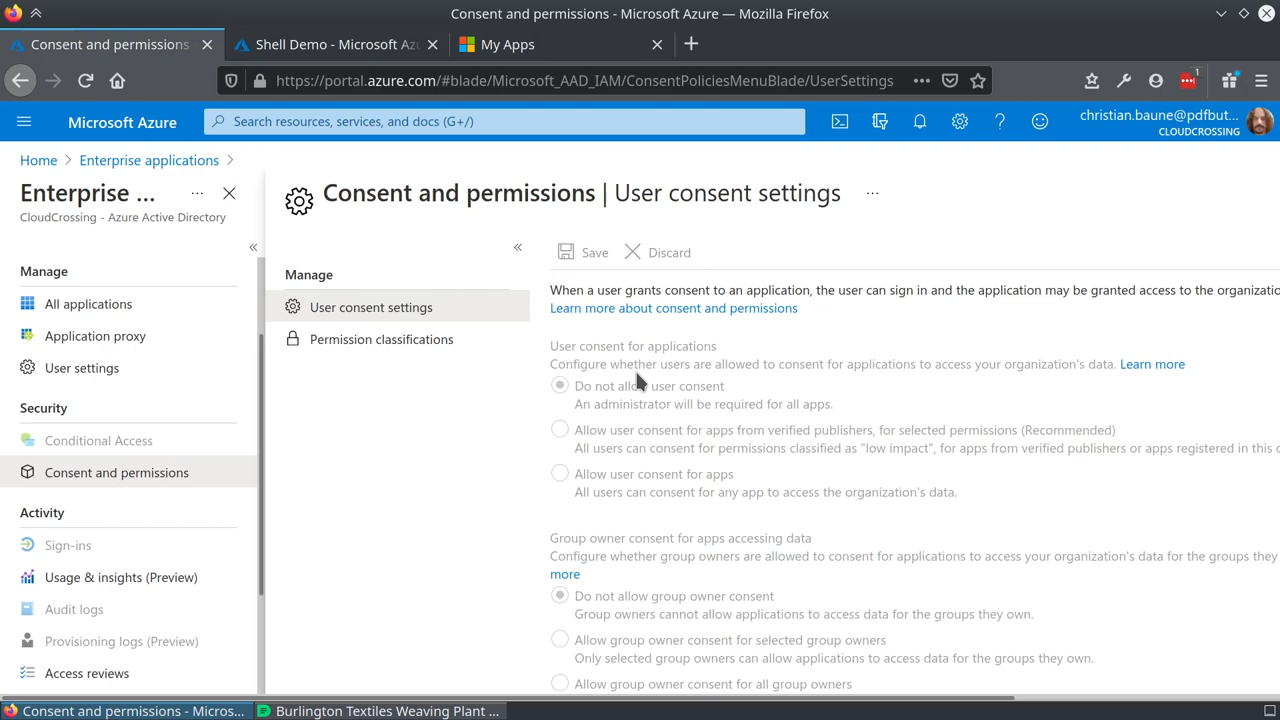 Consent and permissions - Microsoft Azure — Mozilla Firefox
Consent and permissions
Shell Demo - Microsoft Azu
My Apps
https://portal.azure.com/#blade/Microsoft_AAD_IAM/ConsentPoliciesMenuBlade/UserSettings
1
Microsoft Azure
Search resources, services, and docs (G+/)
christian.baune@pdfbut...
CLOUDCROSSING
Home > Enterprise applications >
Enterprise ...
CloudCrossing - Azure Active Directory
Consent and permissions | User consent settings
Manage
All applications
Application proxy
User settings
Security
Conditional Access
Consent and permissions
Activity
Sign-ins
Usage & insights (Preview)
Audit logs
Provisioning logs (Preview)
Access reviews
Manage
User consent settings
Permission classifications
Save
Discard
When a user grants consent to an application, the user can sign in and the application may be granted access to the organizatio
Learn more about consent and permissions
User consent for applications
Configure whether users are allowed to consent for applications to access your organization's data. Learn more
Do not allow user consent
An administrator will be required for all apps.
Allow user consent for apps from verified publishers, for selected permissions (Recommended)
All users can consent for permissions classified as "low impact", for apps from verified publishers or apps registered in this o
Allow user consent for apps
All users can consent for any app to access the organization's data.
Group owner consent for apps accessing data
Configure whether group owners are allowed to consent for applications to access your organization's data for the groups they
more
Do not allow group owner consent
Group owners cannot allow applications to access data for the groups they own.
Allow group owner consent for selected group owners
Only selected group owners can allow applications to access data for the groups they own.
Allow group owner consent for all group owners
Consent and permissions - Micros...
Burlington Textiles Weaving Plant ...